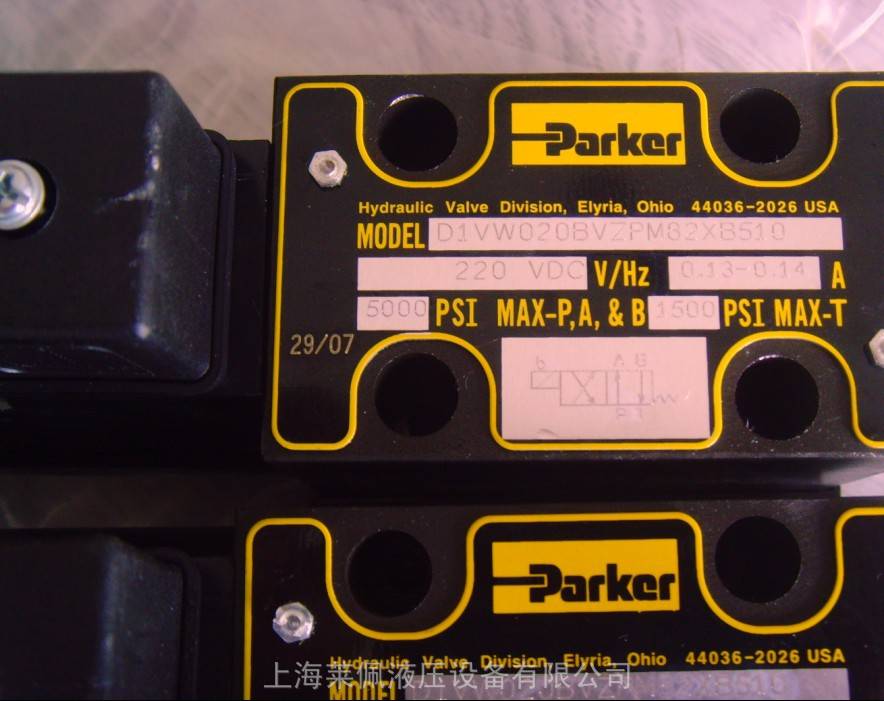 Parker
Hydraulic Valve Division, Elyria, Ohio 44036-2026 USA
MODEL D1VW020BVZPM82XB510
220 VDC V/Hz 0.13-0.14 A
5000 PSI MAX-P,A, & B 1500 PSI MAX-T
29/07
b A B
P T
Parker
Hydraulic Valve Division, Elyria, Ohio 44036-2026 USA
上海莱佩液压设备有限公司
MODEL